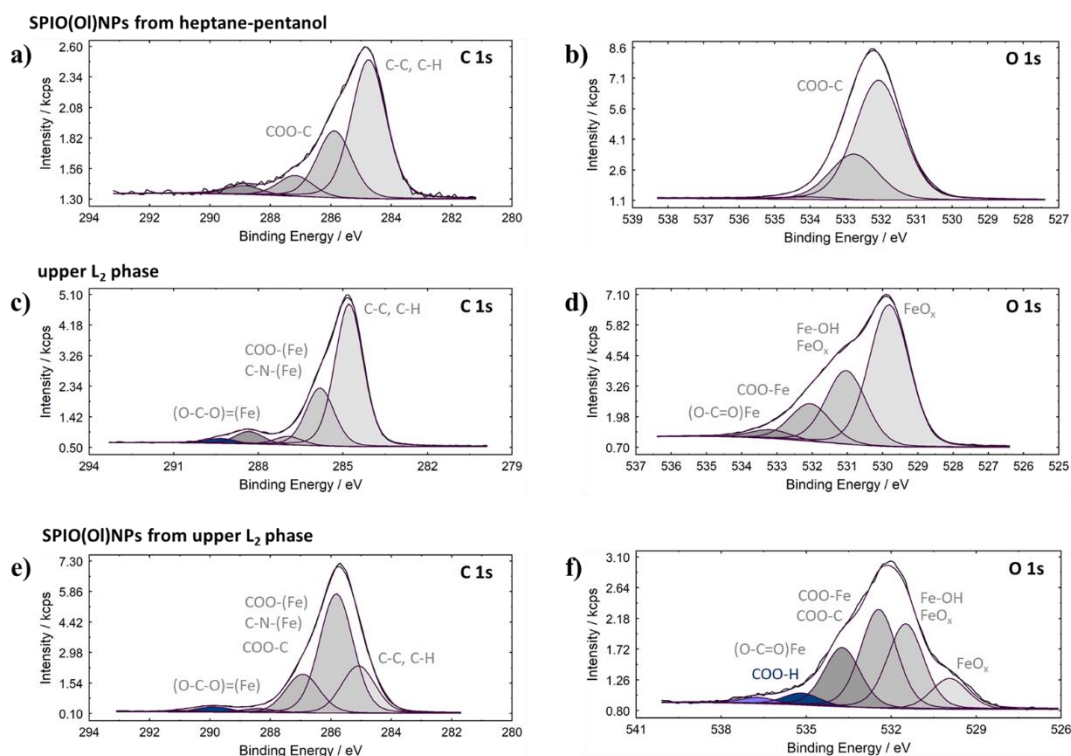 SPIO(Ol)NPs from heptane-pentanol
a)
C 1s
C-C, C-H
COO-C
Intensity / kcps
2.60
2.34
2.08
1.82
1.56
1.30
294 292 290 288 286 284 282 280
Binding Energy / eV
b)
O 1s
COO-C
Intensity / kcps
8.6
7.1
5.6
4.1
2.6
1.1
539 538 536 535 533 532 530 529 527
Binding Energy / eV
upper L2 phase
c)
C 1s
C-C, C-H
COO-(Fe)
C-N-(Fe)
(O-C-O)=(Fe)
Intensity / kcps
5.10
4.18
3.26
2.34
1.42
0.50
294 291 288 285 282 279
Binding Energy / eV
d)
O 1s
FeOx
Fe-OH
FeOx
COO-Fe
(O-C=O)Fe
Intensity / kcps
7.10
5.82
4.54
3.26
1.98
0.70
537 536 534 533 532 531 530 528 527 525
Binding Energy / eV
SPIO(Ol)NPs from upper L2 phase
e)
C 1s
COO-(Fe)
C-N-(Fe)
COO-C
C-C, C-H
(O-C-O)=(Fe)
Intensity / kcps
7.30
5.86
4.42
2.98
1.54
0.10
294 292 290 288 286 284 282 280
Binding Energy / eV
f)
O 1s
COO-Fe
COO-C
Fe-OH
FeOx
(O-C=O)Fe
COO-H
FeOx
Intensity / kcps
3.10
2.64
2.18
1.72
1.26
0.80
541 538 535 532 529 526
Binding Energy / eV